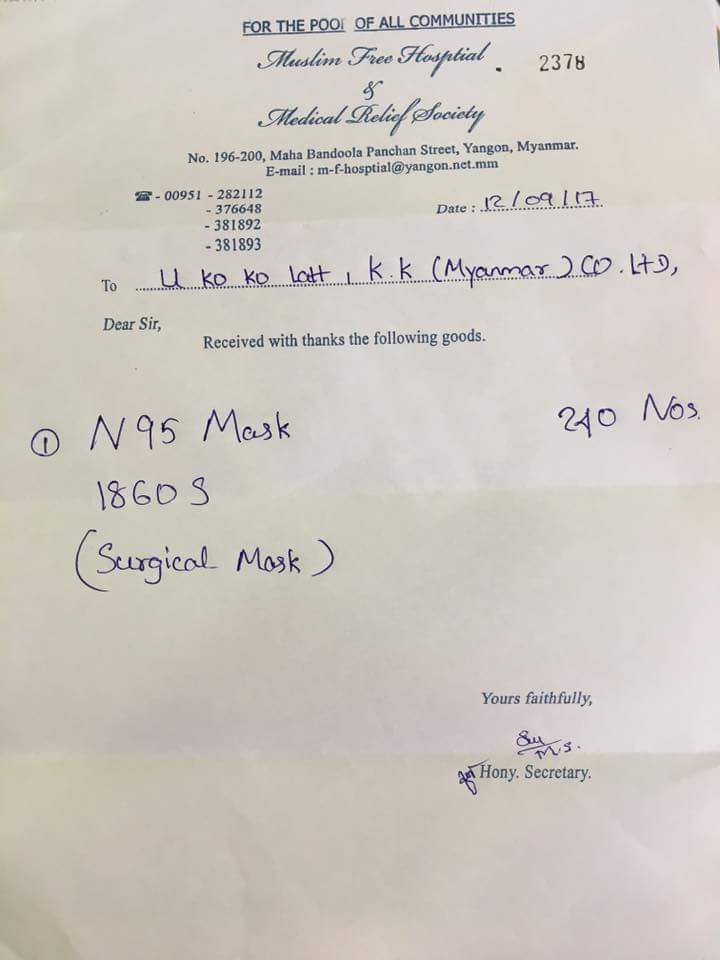 FOR THE POOR OF ALL COMMUNITIES
Muslim Free Hosptial
2378
&
Medical Relief Society
No. 196-200, Maha Bandoola Panchan Street, Yangon, Myanmar.
E-mail : m-f-hosptial@yangon.net.mm
☎ - 00951 - 282112
- 376648
- 381892
- 381893
Date : 12/09/17
To U Ko Ko Latt, K.K (Myanmar) CO. LTD,
Dear Sir,
Received with thanks the following goods.
① N95 Mask 240 Nos.
1860 S
(Surgical Mask)
Yours faithfully,
M.S.
Hony. Secretary.